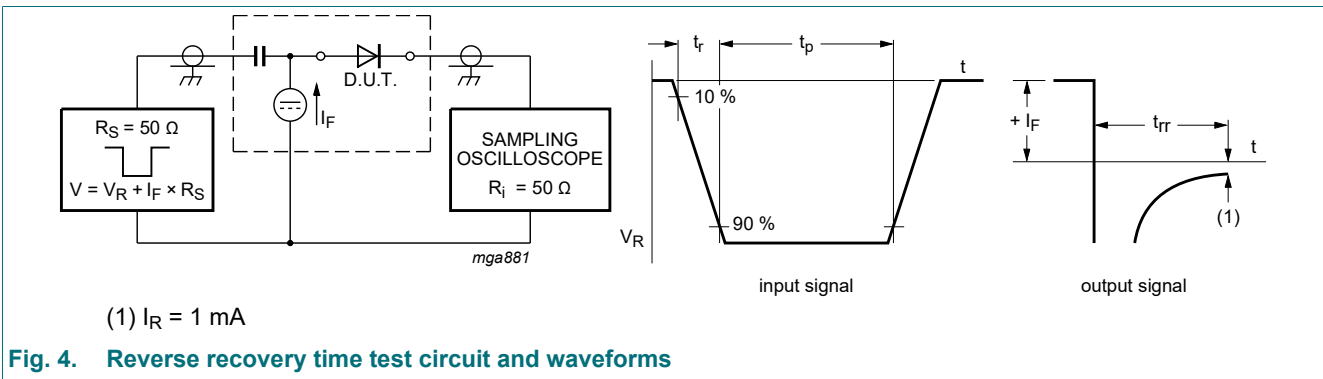 D.U.T.
I_F
R_S = 50 Ω
V = V_R + I_F × R_S
SAMPLING
OSCILLOSCOPE
R_i = 50 Ω
mga881
t_r
t_p
t
10 %
90 %
V_R
input signal
+ I_F
t_rr
t
(1)
output signal
(1) I_R = 1 mA
Fig. 4. Reverse recovery time test circuit and waveforms